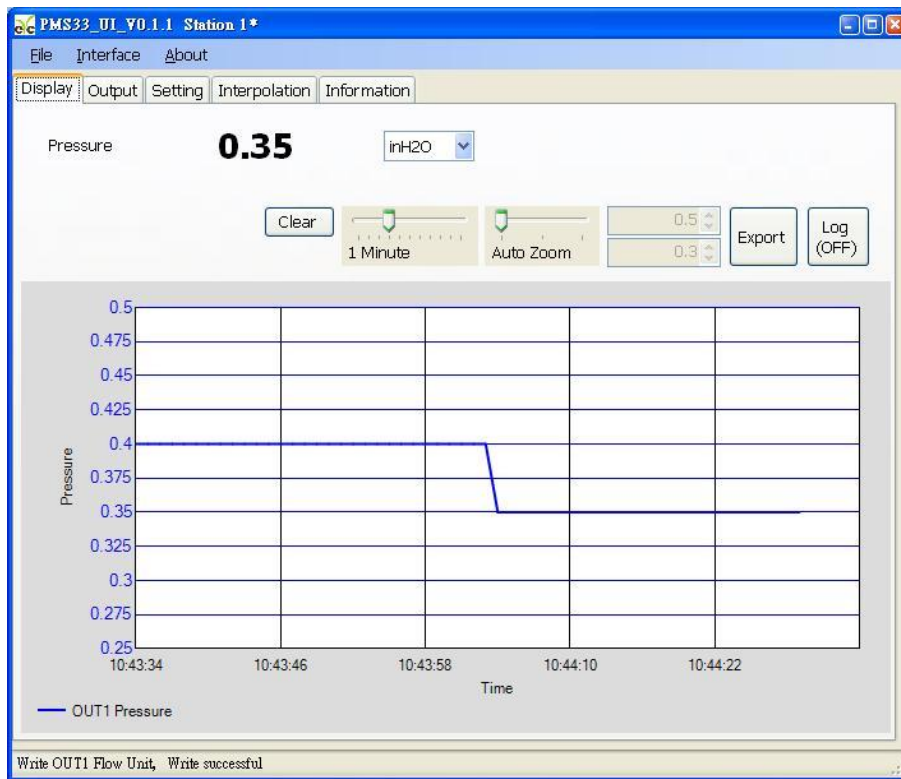 PMS33_UI_V0.1.1 Station 1*
File Interface About
Display Output Setting Interpolation Information
Pressure 0.35 inH2O
Clear 1 Minute Auto Zoom 0.5 0.3 Export Log (OFF)
0.5
0.475
0.45
0.425
0.4
0.375
0.35
0.325
0.3
0.275
0.25
Pressure
10:43:34 10:43:46 10:43:58 10:44:10 10:44:22
Time
OUT1 Pressure
Write OUT1 Flow Unit, Write successful